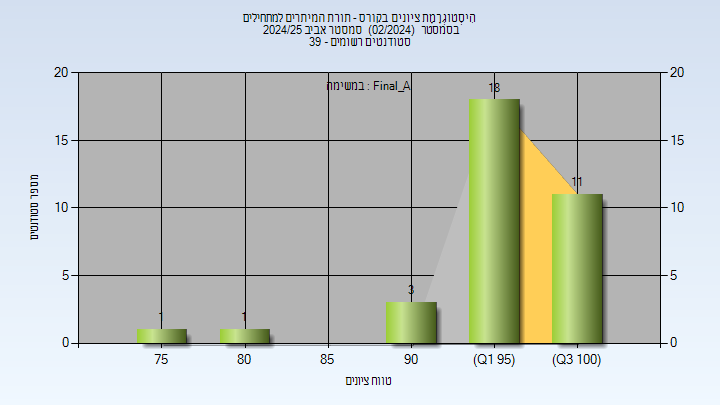 היסטוגרמת ציונים בקורס - תורת המיתרים למתחילים
בסמסטר (02/2024) סמסטר אביב 2024/25
סטודנטים רשומים - 39
במשימה : Final_A
20
15
10
5
0
20
15
10
5
0
1
1
3
18
11
75
80
85
90
(Q1 95)
(Q3 100)
מספר סטודנטים
טווח ציונים